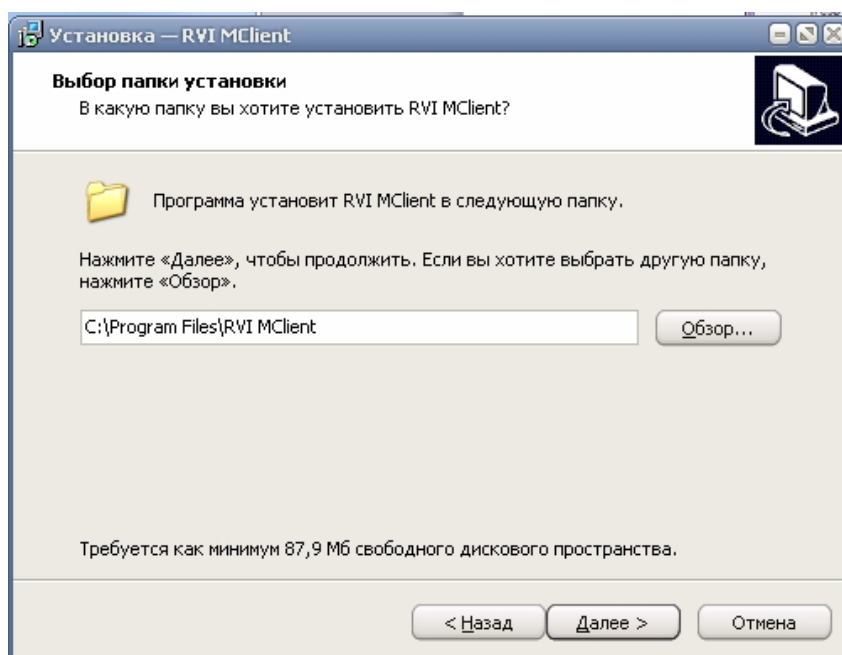 Установка — RVI MClient
Выбор папки установки
В какую папку вы хотите установить RVI MClient?
Программа установит RVI MClient в следующую папку.
Нажмите «Далее», чтобы продолжить. Если вы хотите выбрать другую папку,
нажмите «Обзор».
C:\Program Files\RVI MClient
Обзор...
Требуется как минимум 87,9 Мб свободного дискового пространства.
< Назад
Далее >
Отмена